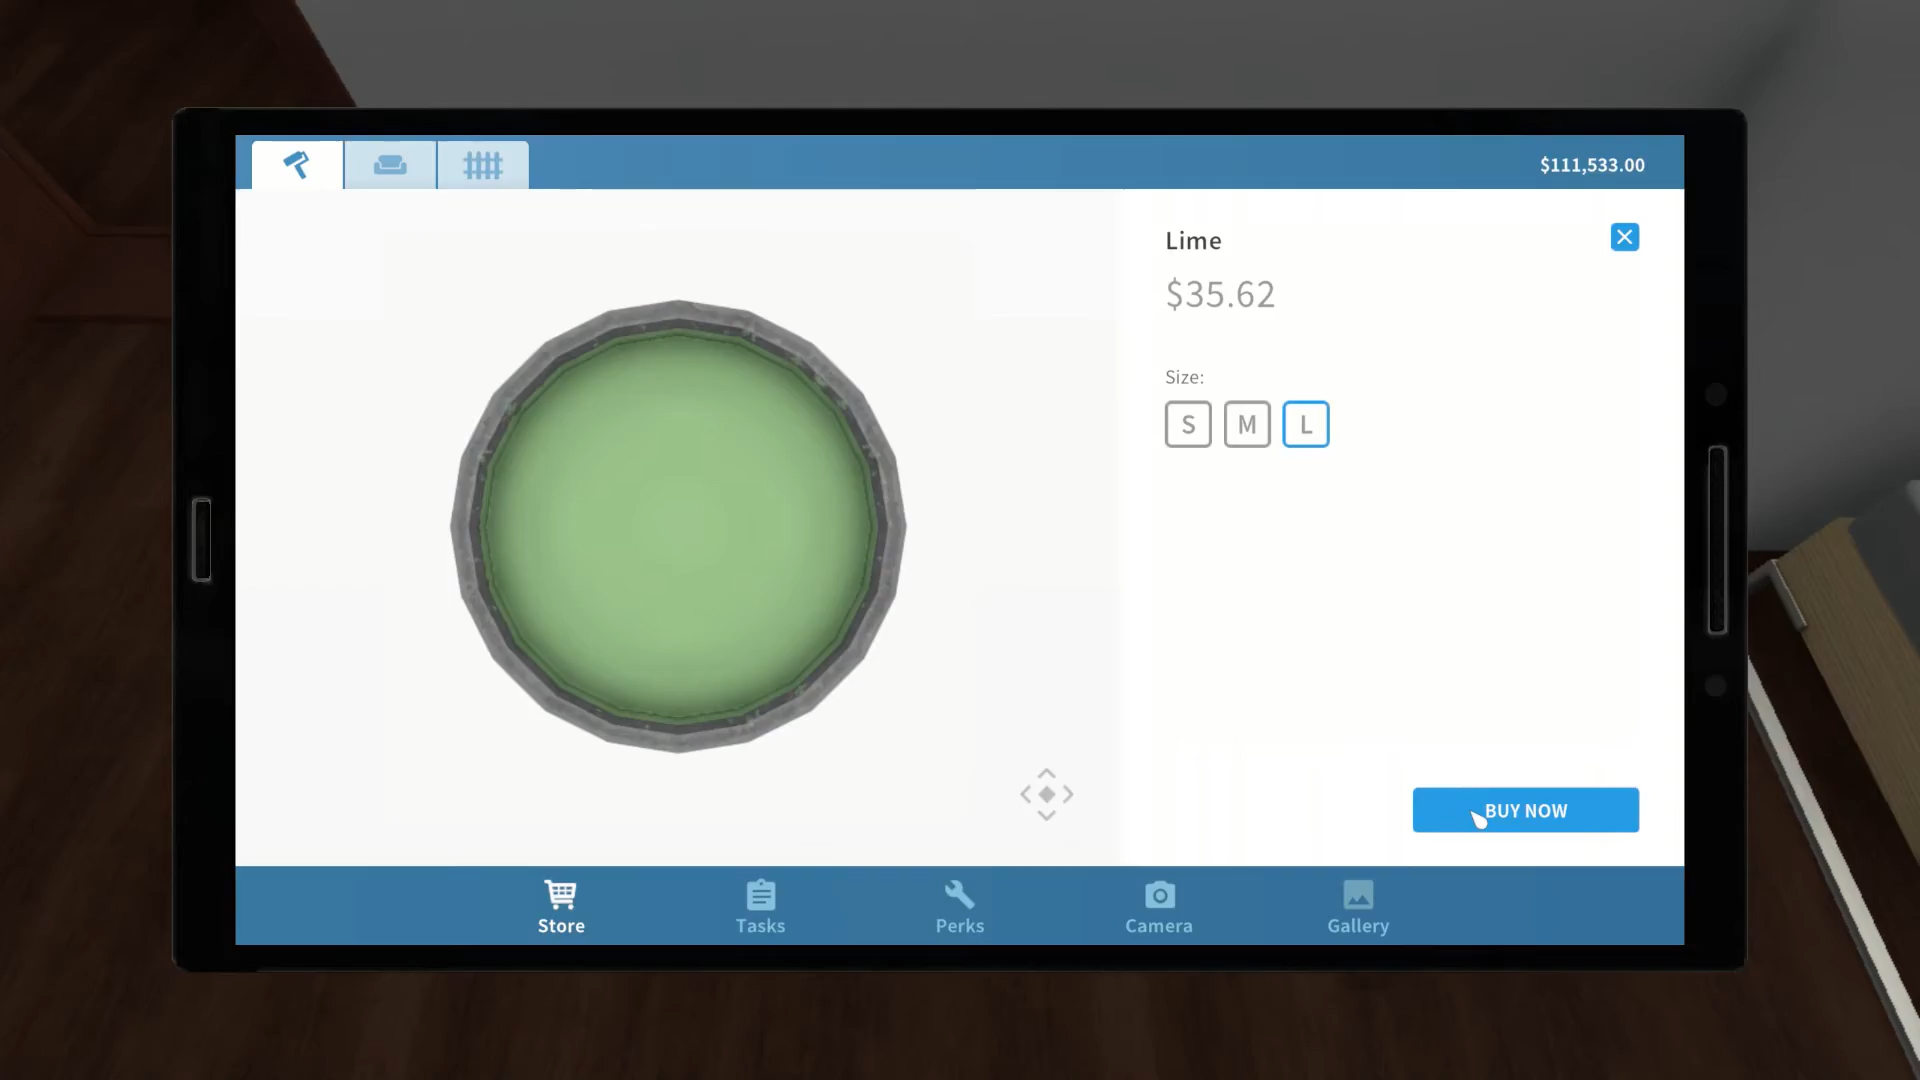 $111,533.00
Lime
$35.62
Size:
S M L
BUY NOW
Store Tasks Perks Camera Gallery